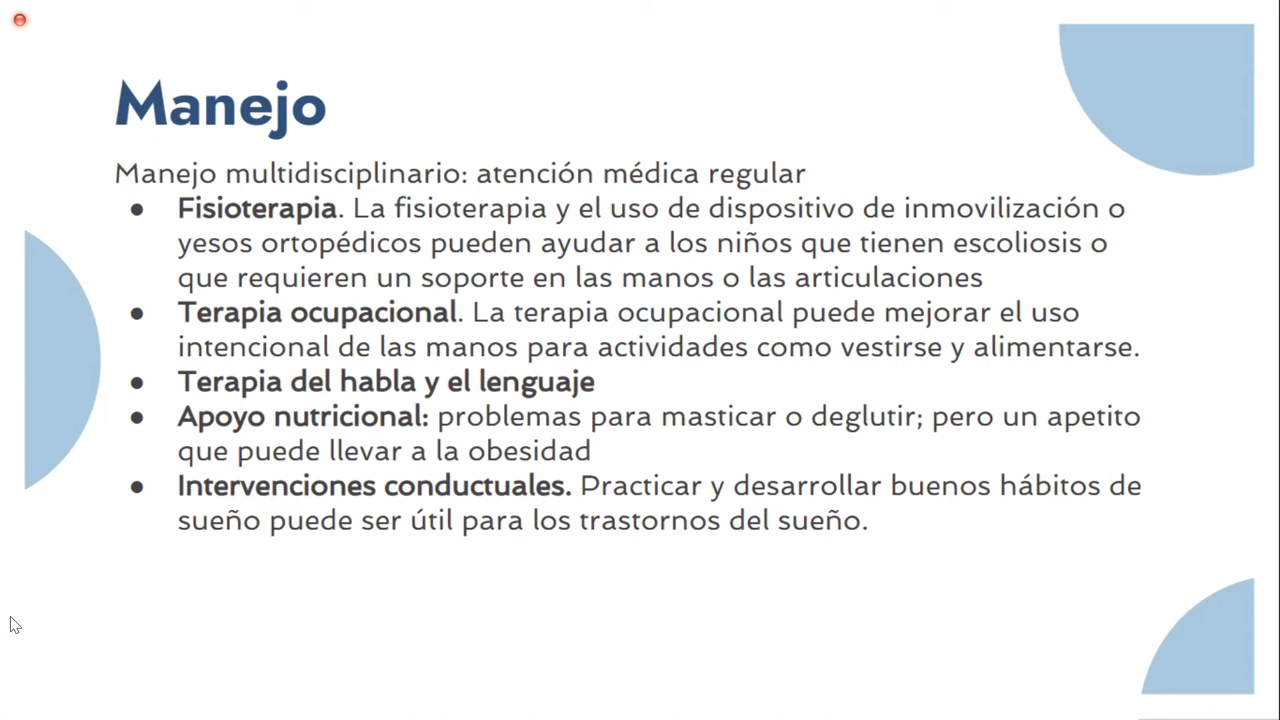 Manejo
Manejo multidisciplinario: atención médica regular
● Fisioterapia. La fisioterapia y el uso de dispositivo de inmovilización o
yesos ortopédicos pueden ayudar a los niños que tienen escoliosis o
que requieren un soporte en las manos o las articulaciones
● Terapia ocupacional. La terapia ocupacional puede mejorar el uso
intencional de las manos para actividades como vestirse y alimentarse.
● Terapia del habla y el lenguaje
● Apoyo nutricional: problemas para masticar o deglutir; pero un apetito
que puede llevar a la obesidad
● Intervenciones conductuales. Practicar y desarrollar buenos hábitos de
sueño puede ser útil para los trastornos del sueño.